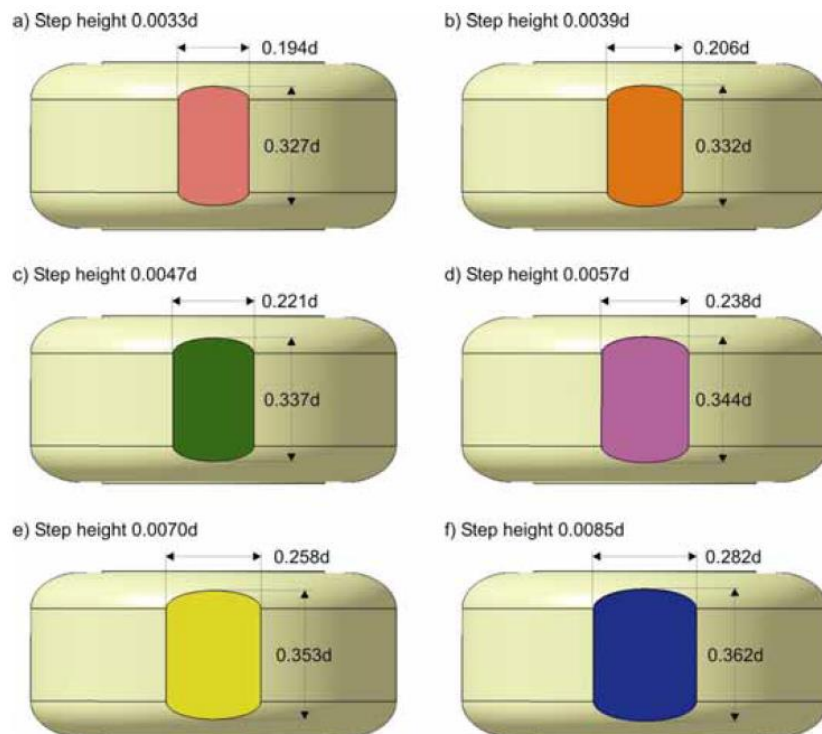 a) Step height 0.0033d
0.194d
0.327d
b) Step height 0.0039d
0.206d
0.332d
c) Step height 0.0047d
0.221d
0.337d
d) Step height 0.0057d
0.238d
0.344d
e) Step height 0.0070d
0.258d
0.353d
f) Step height 0.0085d
0.282d
0.362d